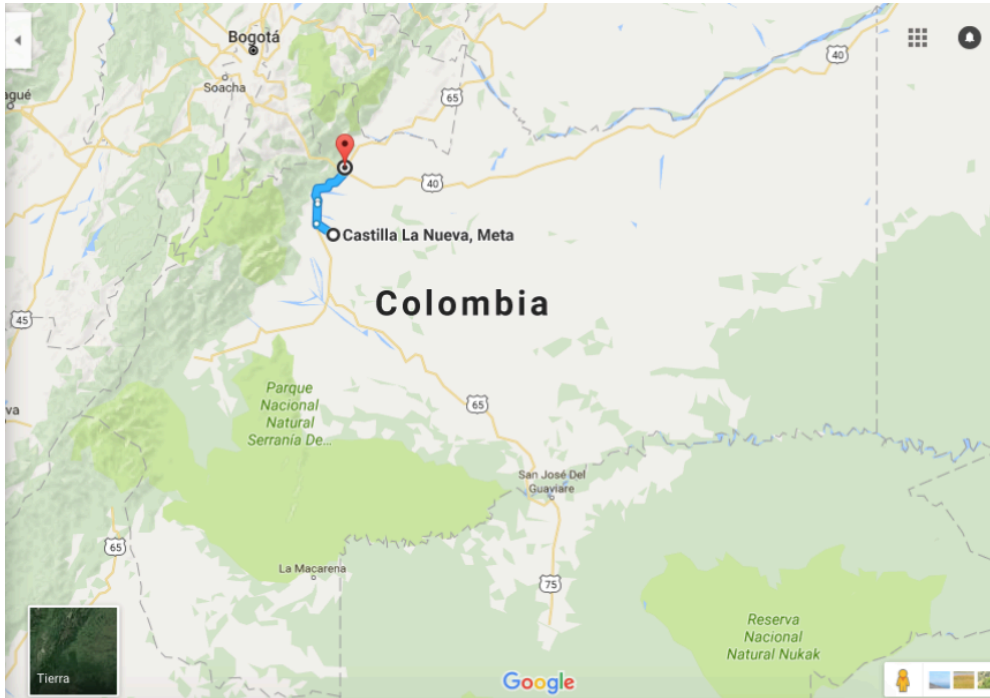 Bogotá
40
Soacha
agué
65
40
Castilla La Nueva, Meta
Colombia
45
Parque
Nacional
Natural
Serranía De...
65
va
San José Del
Guaviare
65
La Macarena
75
Reserva
Nacional
Natural Nukak
Tierra
Google